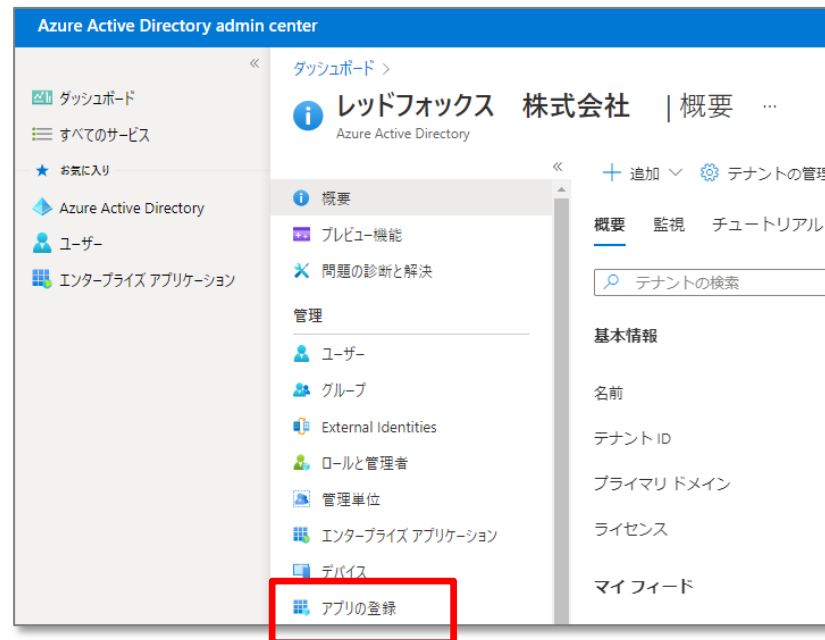 Azure Active Directory admin center
ダッシュボード
すべてのサービス
お気に入り
Azure Active Directory
ユーザー
エンタープライズ アプリケーション
ダッシュボード >
レッドフォックス 株式会社 | 概要 …
Azure Active Directory
概要
プレビュー機能
問題の診断と解決
管理
ユーザー
グループ
External Identities
ロールと管理者
管理単位
エンタープライズ アプリケーション
デバイス
アプリの登録
追加 テナントの管理
概要 監視 チュートリアル
テナントの検索
基本情報
名前
テナント ID
プライマリ ドメイン
ライセンス
マイ フィード